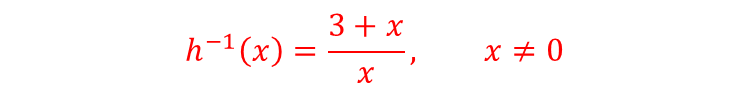 h⁻¹(x) = (3 + x)/x, x ≠ 0